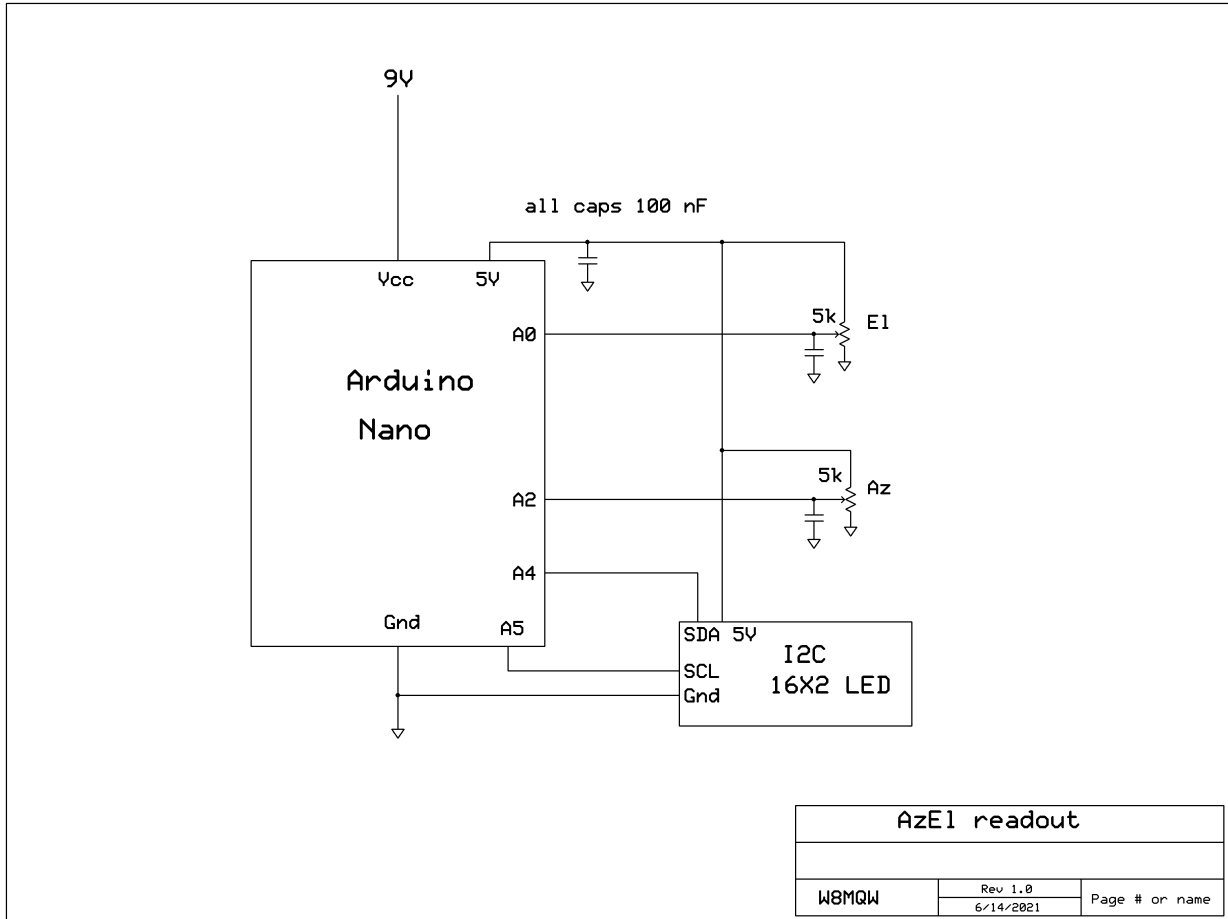 9V
all caps 100 nF
Vcc 5V
5k El
A0
Arduino
Nano
5k Az
A2
A4
Gnd A5
SDA 5V
I2C
SCL
16X2 LED
Gnd
AzEl readout
W8MQW
Rev 1.0
6/14/2021
Page # or name